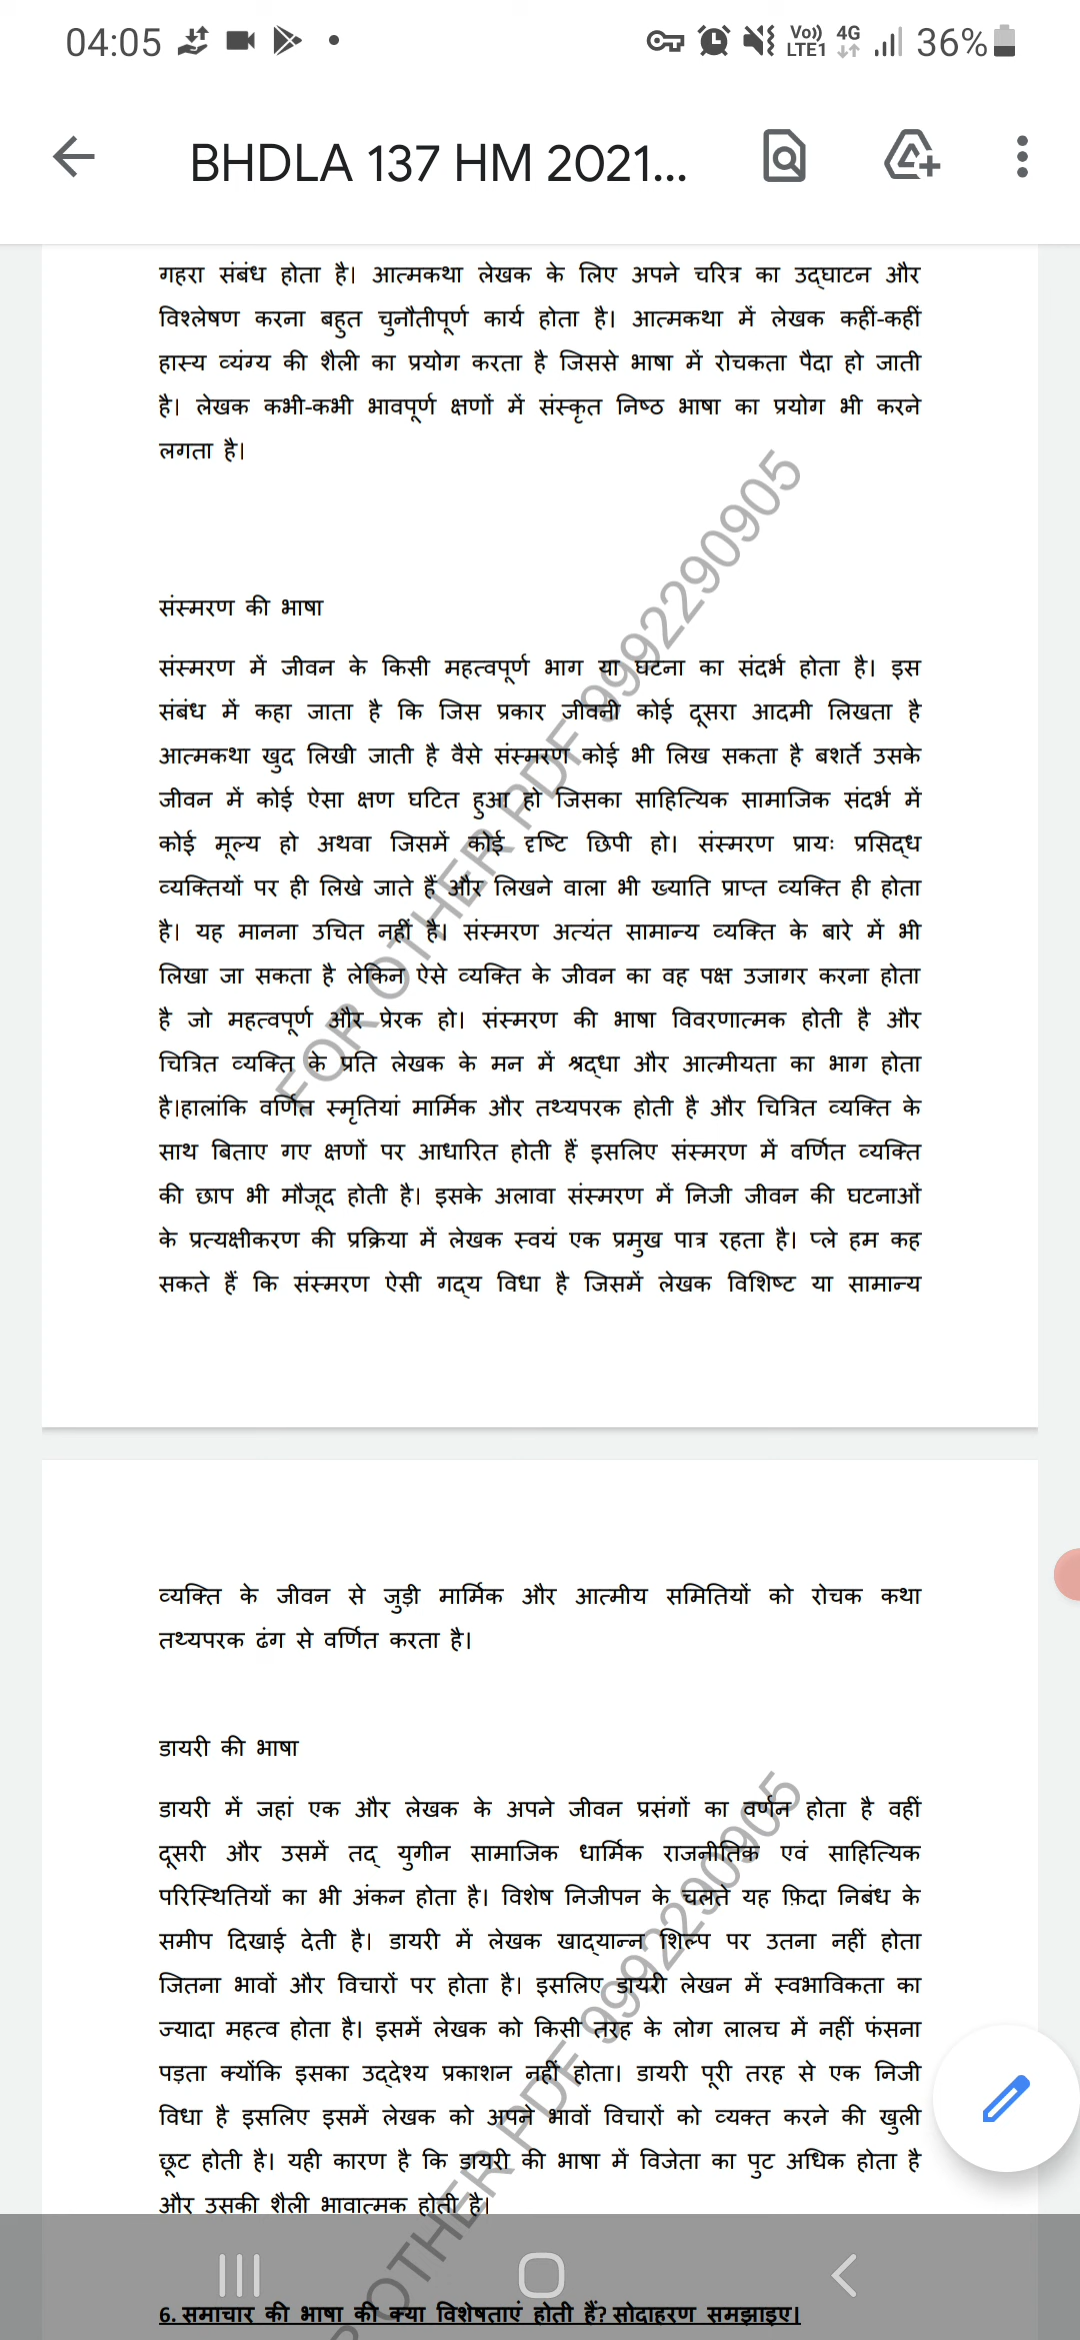 04:05
Vo)) LTE1 4G 36%
BHDLA 137 HM 2021...
गहरा संबंध होता है। आत्मकथा लेखक के लिए अपने चरित्र का उद्घाटन और
विश्लेषण करना बहुत चुनौतीपूर्ण कार्य होता है। आत्मकथा में लेखक कहीं-कहीं
हास्य व्यंग्य की शैली का प्रयोग करता है जिससे भाषा में रोचकता पैदा हो जाती
है। लेखक कभी-कभी भावपूर्ण क्षणों में संस्कृत निष्ठ भाषा का प्रयोग भी करने
लगता है।
संस्मरण की भाषा
संस्मरण में जीवन के किसी महत्वपूर्ण भाग या घटना का संदर्भ होता है। इस
संबंध में कहा जाता है कि जिस प्रकार जीवनी कोई दूसरा आदमी लिखता है
आत्मकथा खुद लिखी जाती है वैसे संस्मरण कोई भी लिख सकता है बशर्ते उसके
जीवन में कोई ऐसा क्षण घटित हुआ हो जिसका साहित्यिक सामाजिक संदर्भ में
कोई मूल्य हो अथवा जिसमें कोई दृष्टि छिपी हो। संस्मरण प्रायः प्रसिद्ध
व्यक्तियों पर ही लिखे जाते हैं और लिखने वाला भी ख्याति प्राप्त व्यक्ति ही होता
है। यह मानना उचित नहीं है। संस्मरण अत्यंत सामान्य व्यक्ति के बारे में भी
लिखा जा सकता है लेकिन ऐसे व्यक्ति के जीवन का वह पक्ष उजागर करना होता
है जो महत्वपूर्ण और प्रेरक हो। संस्मरण की भाषा विवरणात्मक होती है और
चित्रित व्यक्ति के प्रति लेखक के मन में श्रद्धा और आत्मीयता का भाग होता
है।हालांकि वर्णित स्मृतियां मार्मिक और तथ्यपरक होती है और चित्रित व्यक्ति के
साथ बिताए गए क्षणों पर आधारित होती हैं इसलिए संस्मरण में वर्णित व्यक्ति
की छाप भी मौजूद होती है। इसके अलावा संस्मरण में निजी जीवन की घटनाओं
के प्रत्यक्षीकरण की प्रक्रिया में लेखक स्वयं एक प्रमुख पात्र रहता है। प्ले हम कह
सकते हैं कि संस्मरण ऐसी गद्य विधा है जिसमें लेखक विशिष्ट या सामान्य
FOR OTHER PDF 9992290905
व्यक्ति के जीवन से जुड़ी मार्मिक और आत्मीय समितियों को रोचक कथा
तथ्यपरक ढंग से वर्णित करता है।
डायरी की भाषा
डायरी में जहां एक और लेखक के अपने जीवन प्रसंगों का वर्णन होता है वहीं
दूसरी और उसमें तद् युगीन सामाजिक धार्मिक राजनीतिक एवं साहित्यिक
परिस्थितियों का भी अंकन होता है। विशेष निजीपन के चलते यह फ़िदा निबंध के
समीप दिखाई देती है। डायरी में लेखक खाद्यान्न शिल्प पर उतना नहीं होता
जितना भावों और विचारों पर होता है। इसलिए डायरी लेखन में स्वभाविकता का
ज्यादा महत्व होता है। इसमें लेखक को किसी तरह के लोग लालच में नहीं फंसना
पड़ता क्योंकि इसका उद्देश्य प्रकाशन नहीं होता। डायरी पूरी तरह से एक निजी
विधा है इसलिए इसमें लेखक को अपने भावों विचारों को व्यक्त करने की खुली
छूट होती है। यही कारण है कि डायरी की भाषा में विजेता का पुट अधिक होता है
और उसकी शैली भावात्मक होती है।
6. समाचार की भाषा की क्या विशेषताएं होती हैं? सोदाहरण समझाइए।
R OTHER PDF 9992290905